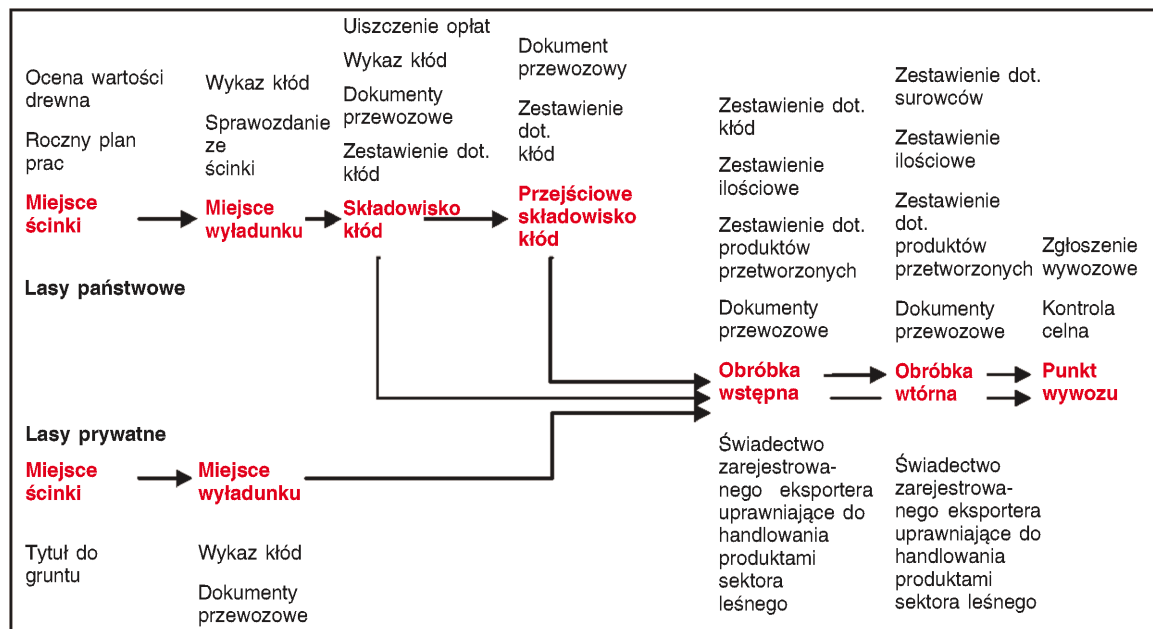 Ocena wartości
drewna
Roczny plan
prac
Miejsce
ścinki
Wykaz kłód
Sprawozdanie
ze
ścinki
Miejsce
wyładunku
Uiszczenie opłat
Wykaz kłód
Dokumenty
przewozowe
Zestawienie dot.
kłód
Składowisko
kłód
Dokument
przewozowy
Zestawienie
dot.
kłód
Przejściowe
składowisko
kłód
Lasy państwowe
Zestawienie dot.
kłód
Zestawienie
ilościowe
Zestawienie dot.
produktów
przetworzonych
Dokumenty
przewozowe
Obróbka
wstępna
Świadectwo
zarejestrowa-
nego eksportera
uprawniające do
handlowania
produktami
sektora
leśnego
Zestawienie dot.
surowców
Zestawienie
ilościowe
Zestawienie
dot.
produktów
przetworzonych
Dokumenty
przewozowe
Obróbka
wtórna
Świadectwo
zarejestrowa-
nego eksportera
uprawniające do
handlowania
produktami
sektora leśnego
Zgłoszenie
wywozowe
Kontrola
celna
Punkt
wywozu
Lasy prywatne
Miejsce
ścinki
Tytuł do
gruntu
Miejsce
wyładunku
Wykaz kłód
Dokumenty
przewozowe